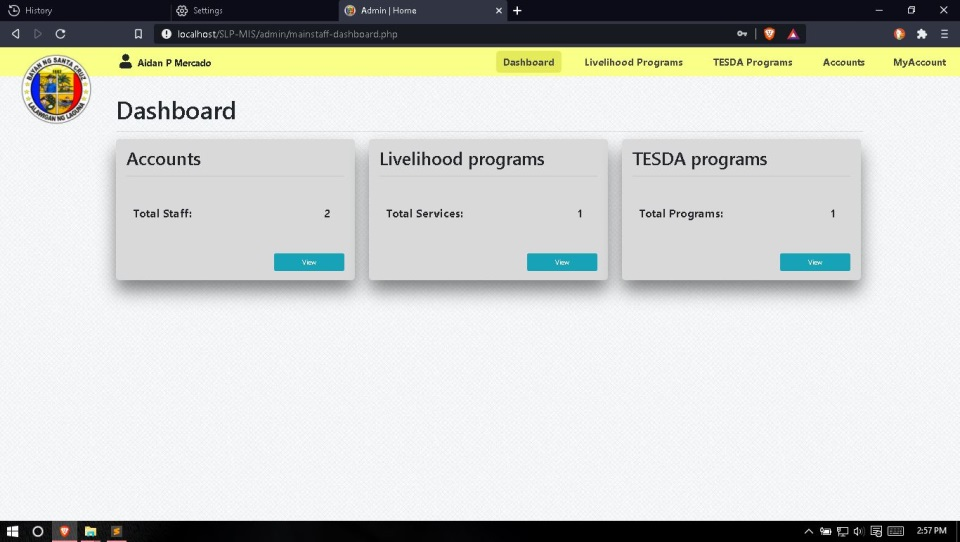 History
Settings
Admin | Home
localhost/SLP-MIS/admin/mainstaff-dashboard.php
BAYAN NG SANTA CRUZ
LALAWIGAN NG LAGUNA
Aidan P Mercado
Dashboard
Livelihood Programs
TESDA Programs
Accounts
MyAccount
Dashboard
Accounts
Total Staff: 2
View
Livelihood programs
Total Services: 1
View
TESDA programs
Total Programs: 1
View
2:57 PM